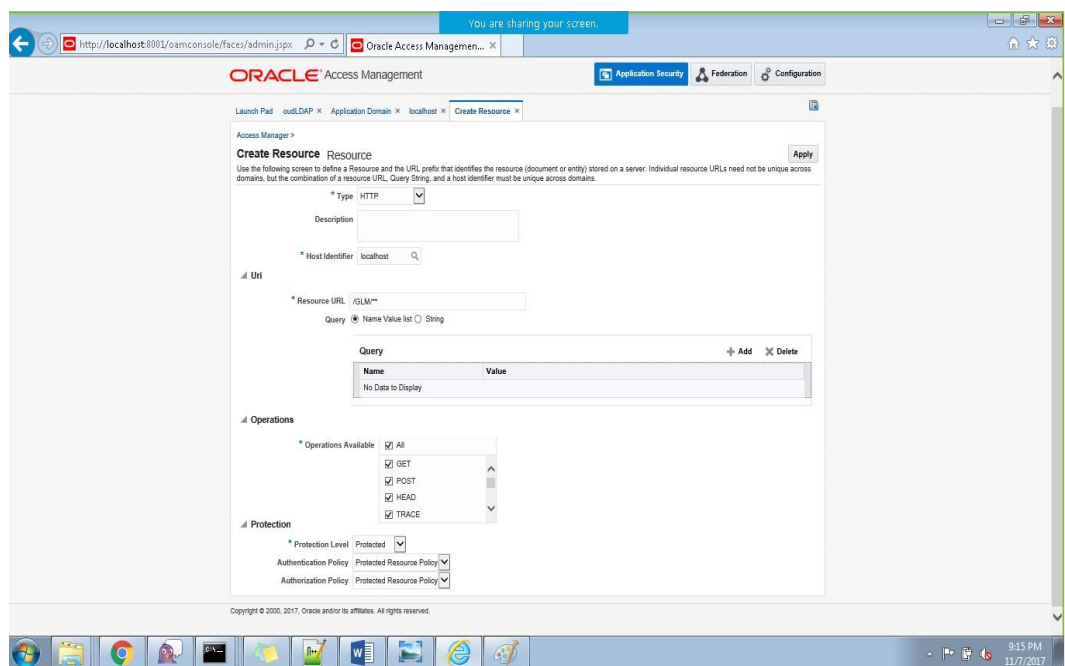 You are sharing your screen.
http://localhost:8001/oamconsole/faces/admin.jspx
Oracle Access Managemen...
ORACLE Access Management
Application Security
Federation
Configuration
Launch Pad
oudLDAP
Application Domain
localhost
Create Resource
Access Manager >
Create Resource Resource
Apply
Use the following screen to define a Resource and the URL prefix that identifies the resource (document or entity) stored on a server. Individual resource URLs need not be unique across
domains, but the combination of a resource URL, Query String, and a host identifier must be unique across domains.
* Type HTTP
Description
* Host Identifier localhost
Uri
* Resource URL /GLM/**
Query Name Value list String
Query
Add
Delete
Name Value
No Data to Display
Operations
* Operations Available All
GET
POST
HEAD
TRACE
Protection
* Protection Level Protected
Authentication Policy Protected Resource Policy
Authorization Policy Protected Resource Policy
Copyright © 2000, 2017, Oracle and/or its affiliates. All rights reserved.
9:15 PM
11/7/2017